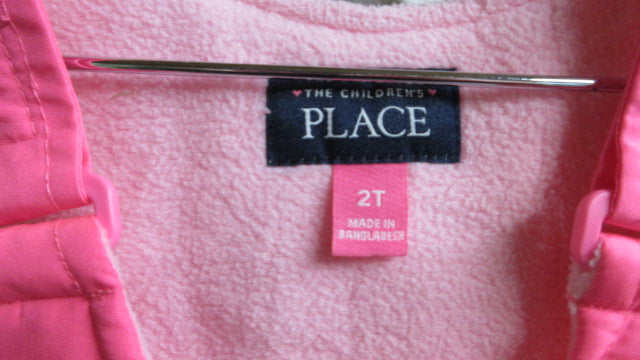 THE CHILDREN'S
PLACE
2T
MADE IN
BANGLADESH